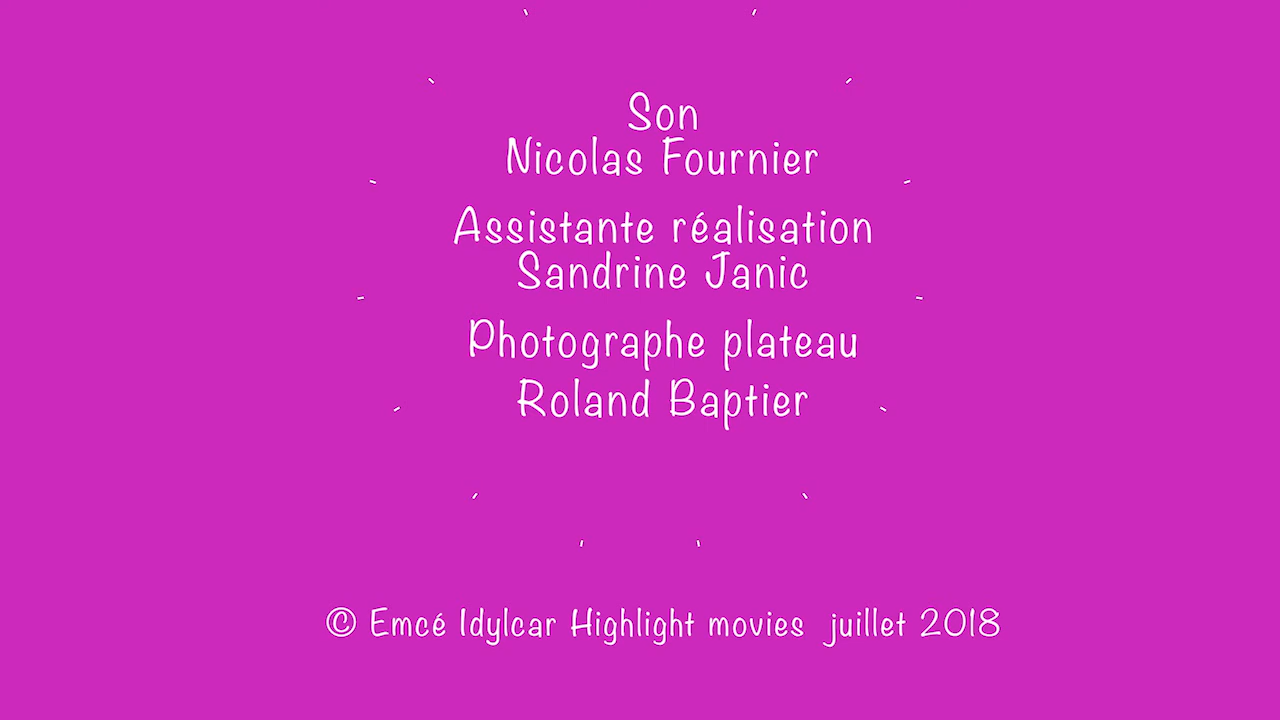 Son
Nicolas Fournier
Assistante réalisation
Sandrine Janic
Photographe plateau
Roland Baptier
© Emcé Idylcar Highlight movies juillet 2018